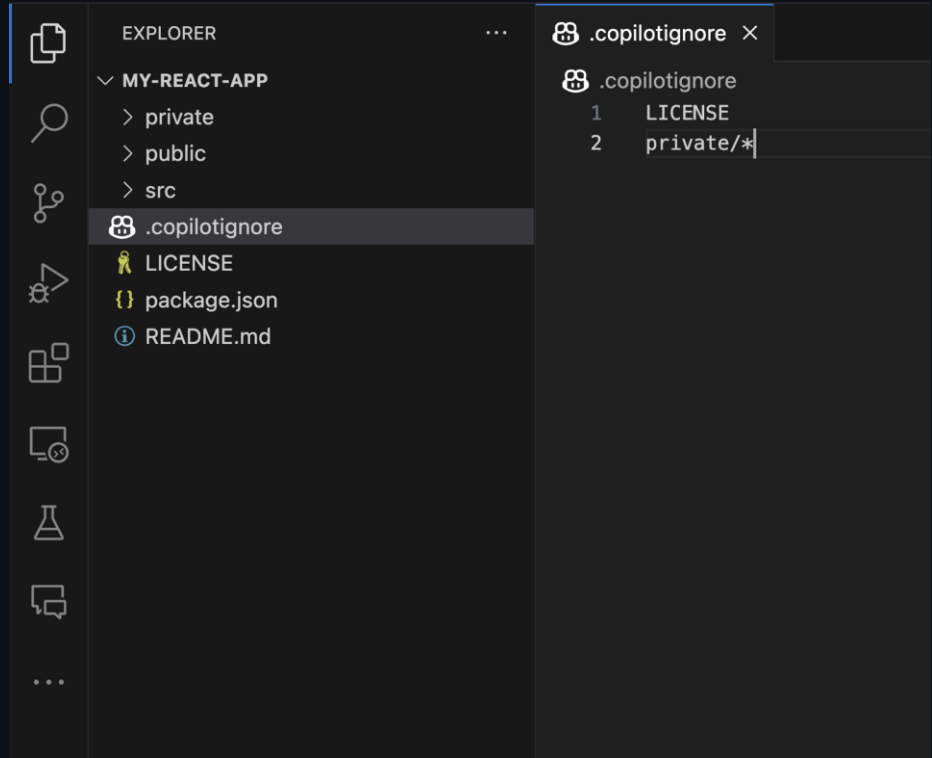 EXPLORER
MY-REACT-APP
private
public
src
.copilotignore
LICENSE
package.json
README.md
.copilotignore
.copilotignore
1 LICENSE
2 private/*